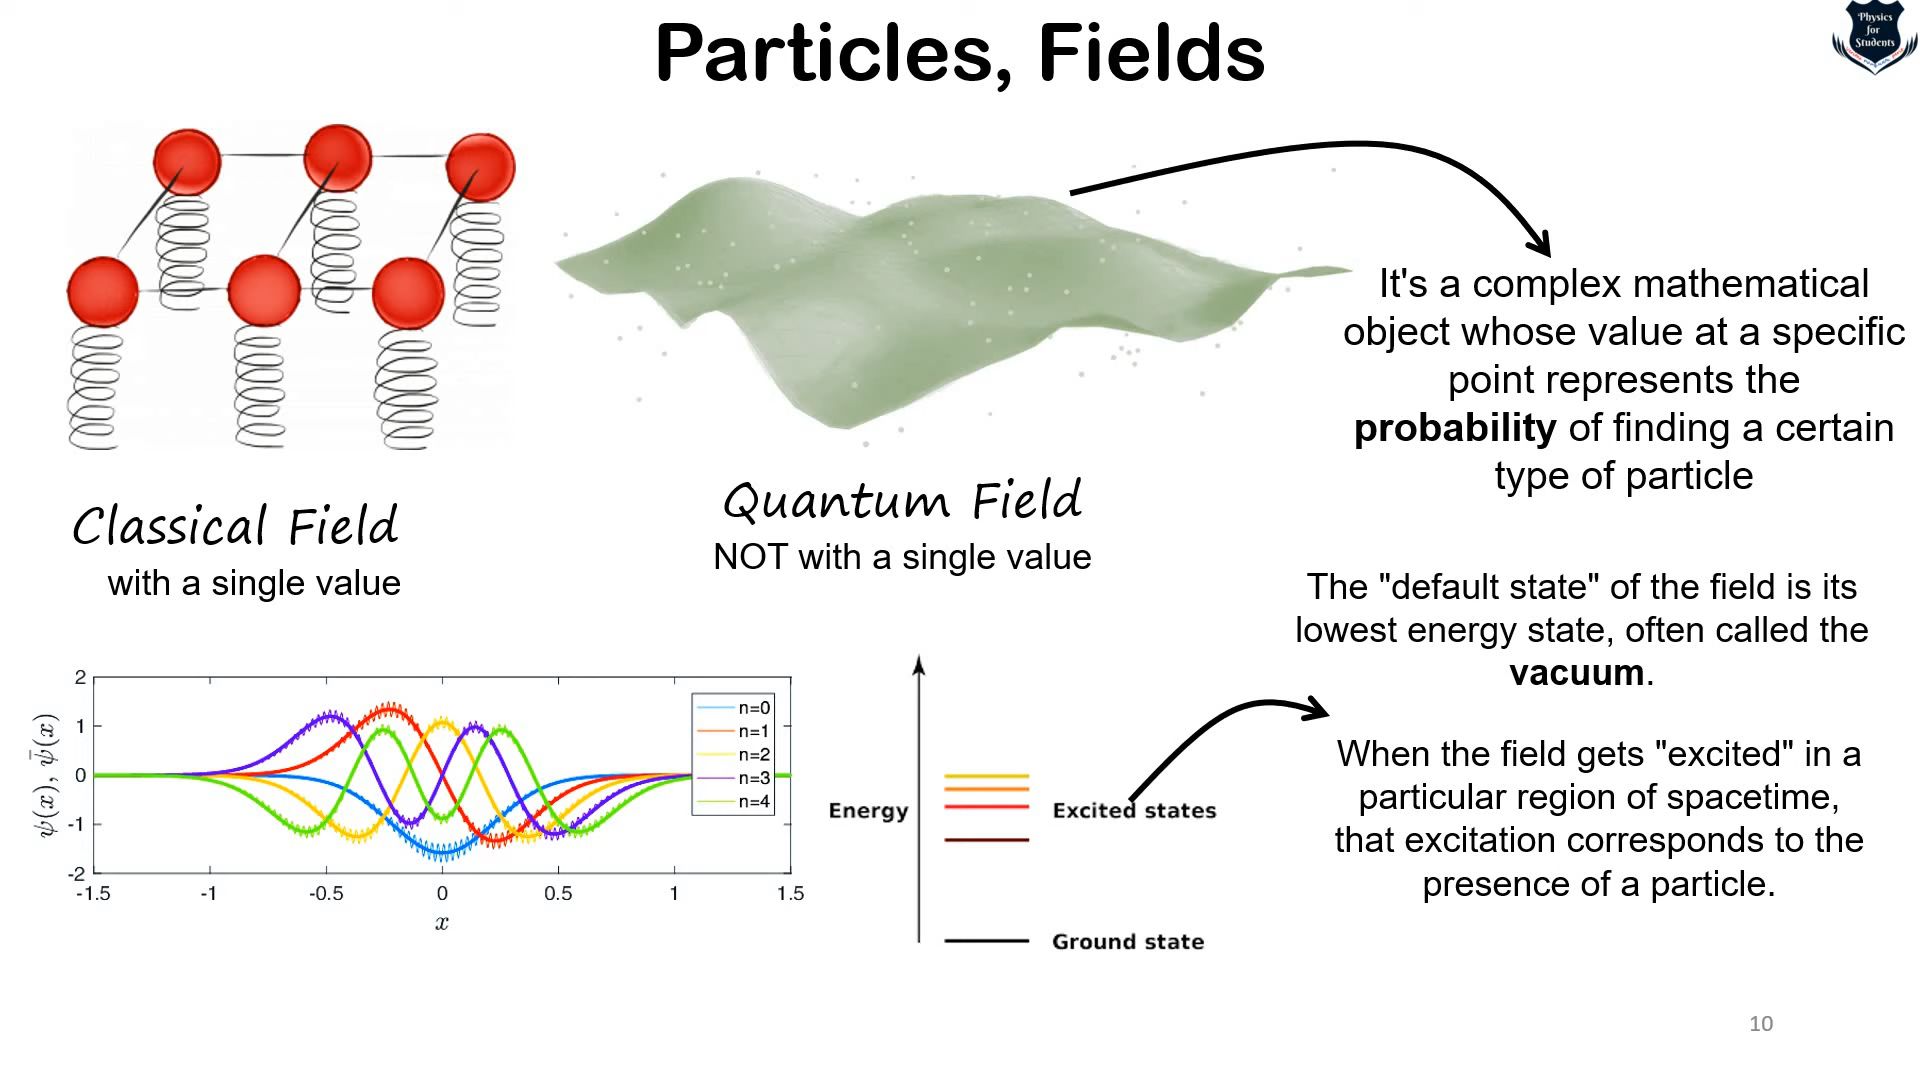 Particles, Fields
Physics
for
Students
It's a complex mathematical
object whose value at a specific
point represents the
probability of finding a certain
type of particle
Classical Field
with a single value
Quantum Field
NOT with a single value
The "default state" of the field is its
lowest energy state, often called the
vacuum.
When the field gets "excited" in a
particular region of spacetime,
that excitation corresponds to the
presence of a particle.
ψ(x), ψ̄(x)
2
1
0
-1
-2
-1.5 -1 -0.5 0 0.5 1 1.5
x
n=0
n=1
n=2
n=3
n=4
Energy
Excited states
Ground state
10